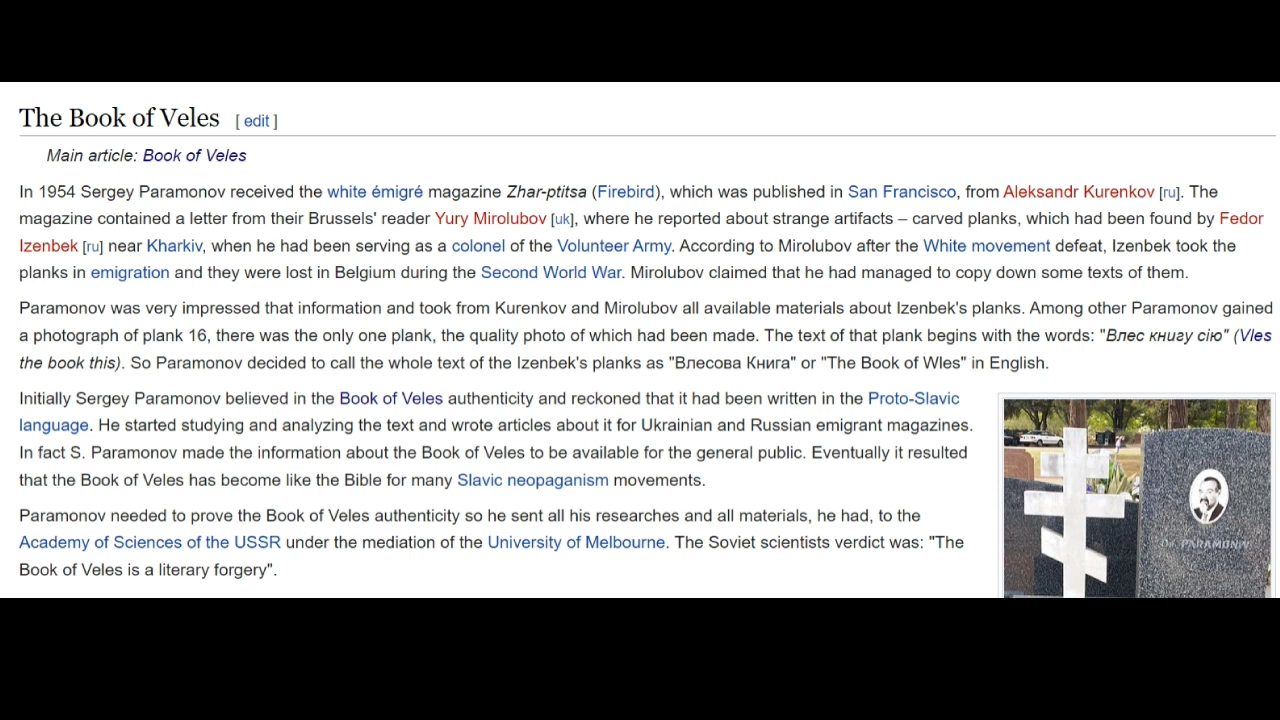 The Book of Veles [ edit ]
Main article: Book of Veles
In 1954 Sergey Paramonov received the white émigré magazine Zhar-ptitsa (Firebird), which was published in San Francisco, from Aleksandr Kurenkov [ru]. The
magazine contained a letter from their Brussels' reader Yury Mirolubov [uk], where he reported about strange artifacts – carved planks, which had been found by Fedor
Izenbek [ru] near Kharkiv, when he had been serving as a colonel of the Volunteer Army. According to Mirolubov after the White movement defeat, Izenbek took the
planks in emigration and they were lost in Belgium during the Second World War. Mirolubov claimed that he had managed to copy down some texts of them.
Paramonov was very impressed that information and took from Kurenkov and Mirolubov all available materials about Izenbek's planks. Among other Paramonov gained
a photograph of plank 16, there was the only one plank, the quality photo of which had been made. The text of that plank begins with the words: "Влес книгу сію" (Vles
the book this). So Paramonov decided to call the whole text of the Izenbek's planks as "Влесова Книга" or "The Book of Wles" in English.
Initially Sergey Paramonov believed in the Book of Veles authenticity and reckoned that it had been written in the Proto-Slavic
language. He started studying and analyzing the text and wrote articles about it for Ukrainian and Russian emigrant magazines.
In fact S. Paramonov made the information about the Book of Veles to be available for the general public. Eventually it resulted
that the Book of Veles has become like the Bible for many Slavic neopaganism movements.
Paramonov needed to prove the Book of Veles authenticity so he sent all his researches and all materials, he had, to the
Academy of Sciences of the USSR under the mediation of the University of Melbourne. The Soviet scientists verdict was: "The
Book of Veles is a literary forgery".
PARAMONOV